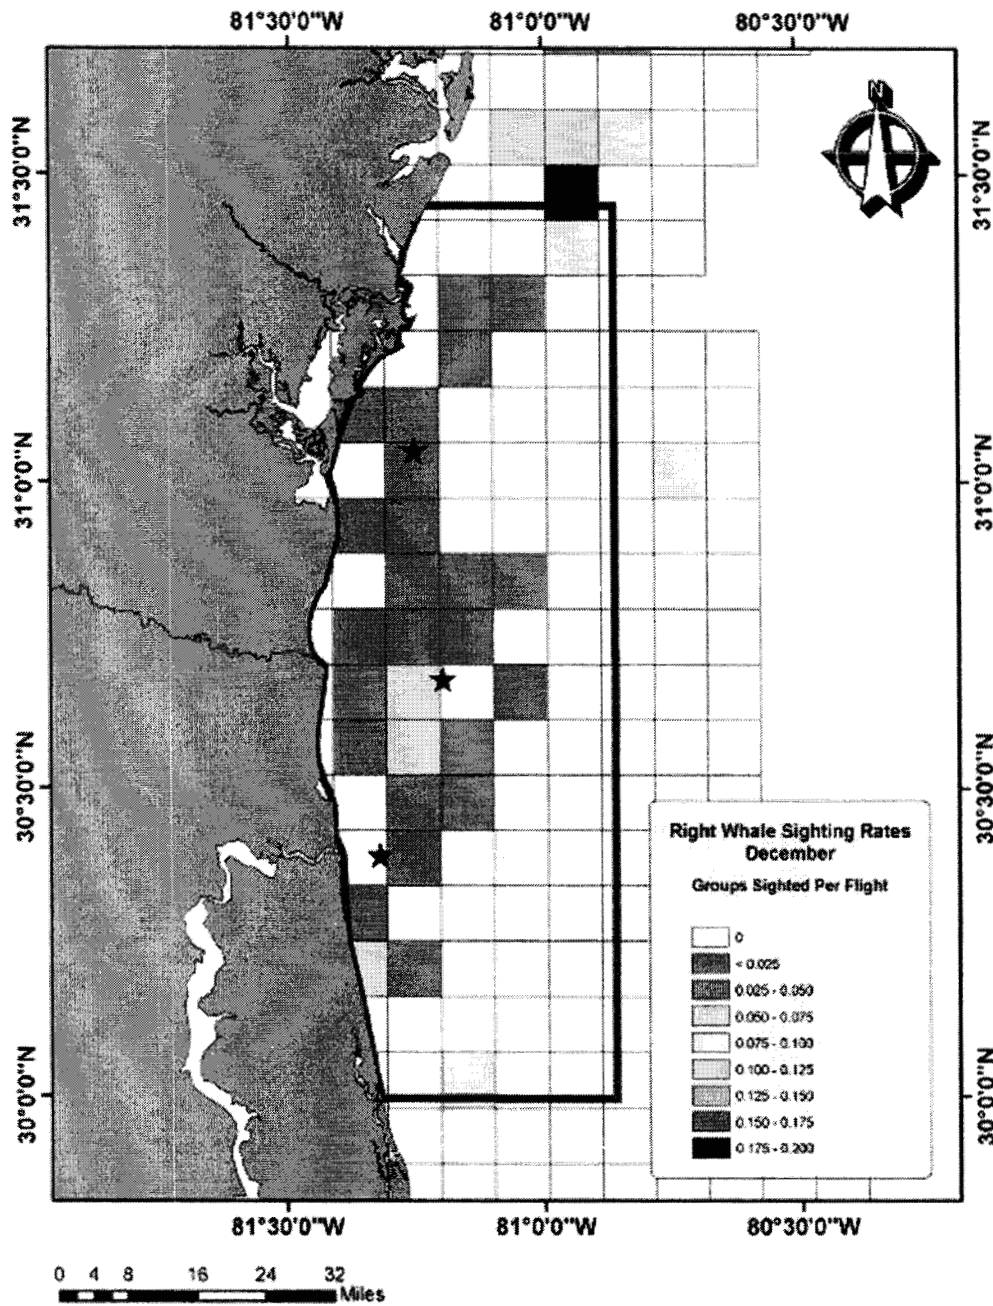 81°30'0"W 81°0'0"W 80°30'0"W
N
31°30'0"N 31°30'0"N
31°0'0"N 31°0'0"N
30°30'0"N 30°30'0"N
Right Whale Sighting Rates
December
Groups Sighted Per Flight
0
< 0.025
0.025 - 0.050
0.050 - 0.075
0.075 - 0.100
0.100 - 0.125
0.125 - 0.150
0.150 - 0.175
0.175 - 0.200
30°0'0"N 30°0'0"N
81°30'0"W 81°0'0"W 80°30'0"W
0 4 8 16 24 32
Miles